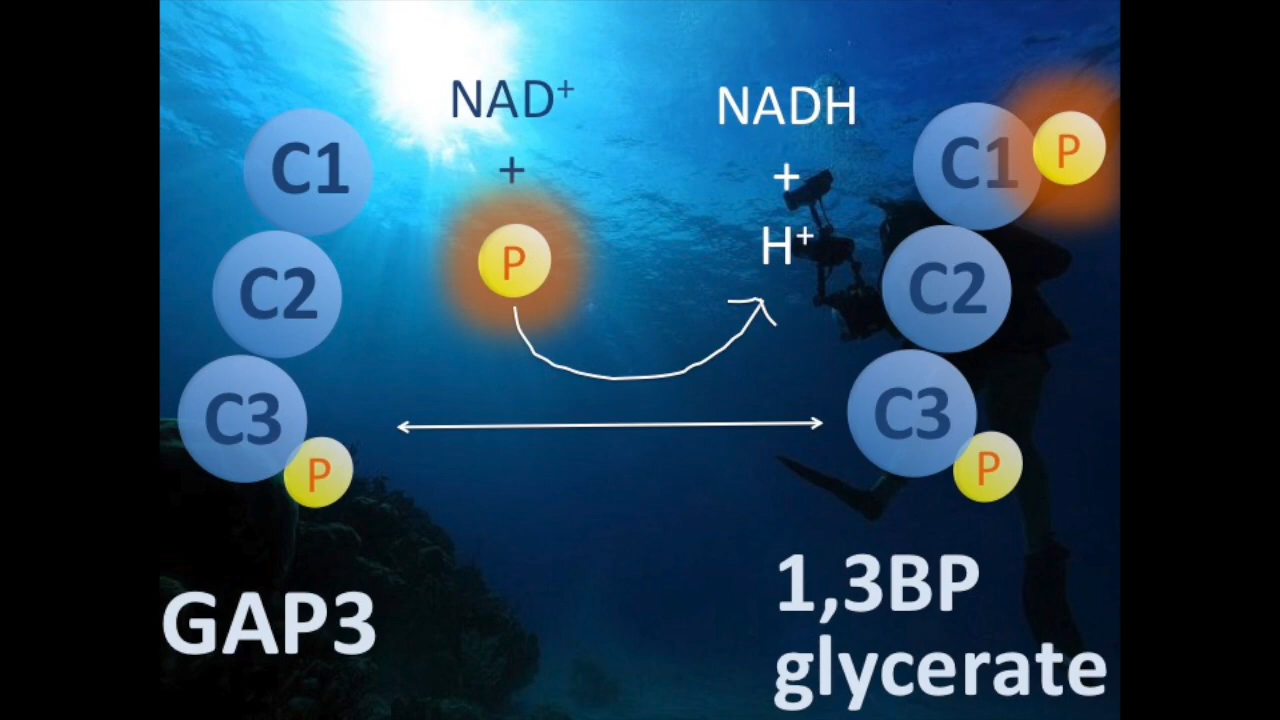 NAD⁺
+
P
NADH
+
H⁺
C1
C2
C3
P
GAP3
C1
P
C2
C3
P
1,3BP
glycerate